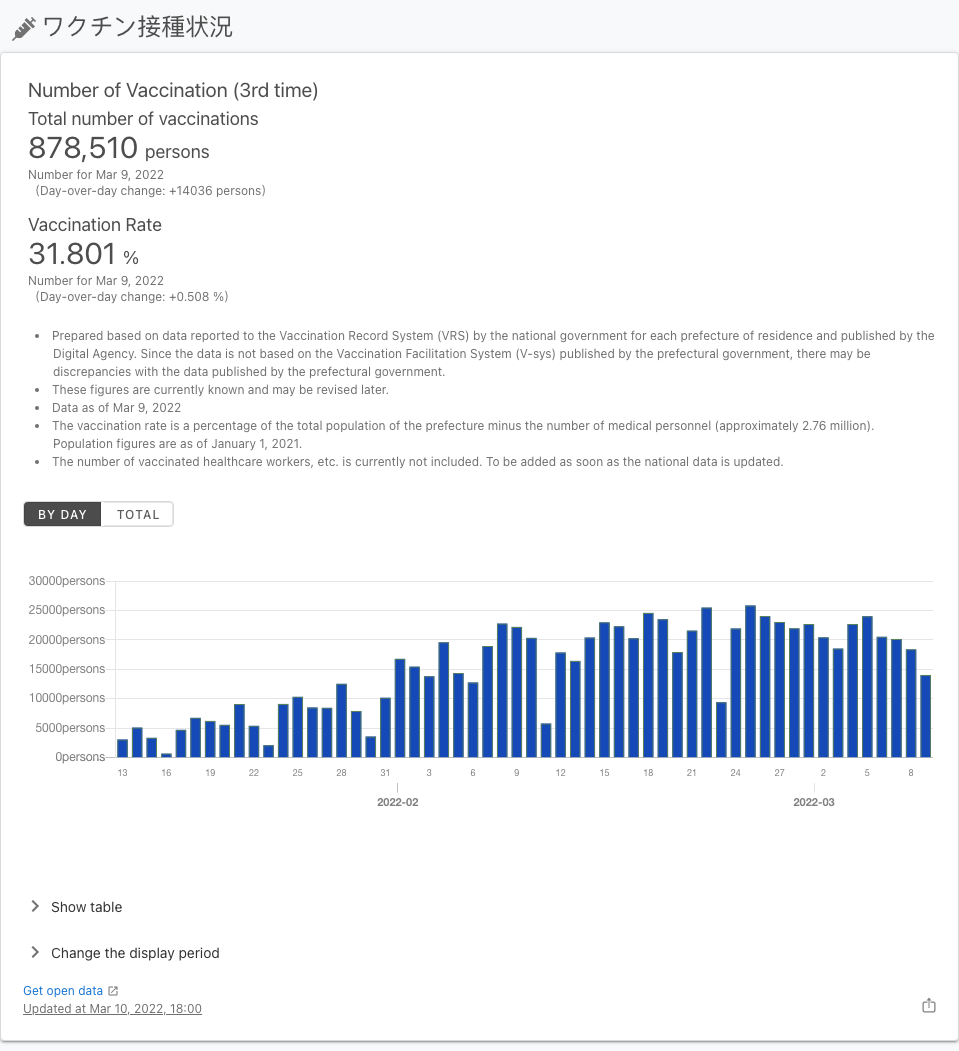 ワクチン接種状況
Number of Vaccination (3rd time)
Total number of vaccinations
878,510 persons
Number for Mar 9, 2022
(Day-over-day change: +14036 persons)
Vaccination Rate
31.801 %
Number for Mar 9, 2022
(Day-over-day change: +0.508 %)
• Prepared based on data reported to the Vaccination Record System (VRS) by the national government for each prefecture of residence and published by the
Digital Agency. Since the data is not based on the Vaccination Facilitation System (V-sys) published by the prefectural government, there may be
discrepancies with the data published by the prefectural government.
• These figures are currently known and may be revised later.
• Data as of Mar 9, 2022
• The vaccination rate is a percentage of the total population of the prefecture minus the number of medical personnel (approximately 2.76 million).
Population figures are as of January 1, 2021.
• The number of vaccinated healthcare workers, etc. is currently not included. To be added as soon as the national data is updated.
BY DAY TOTAL
30000persons
25000persons
20000persons
15000persons
10000persons
5000persons
0persons
13 16 19 22 25 28 31 3 6 9 12 15 18 21 24 27 2 5 8
2022-02 2022-03
Show table
Change the display period
Get open data
Updated at Mar 10, 2022, 18:00